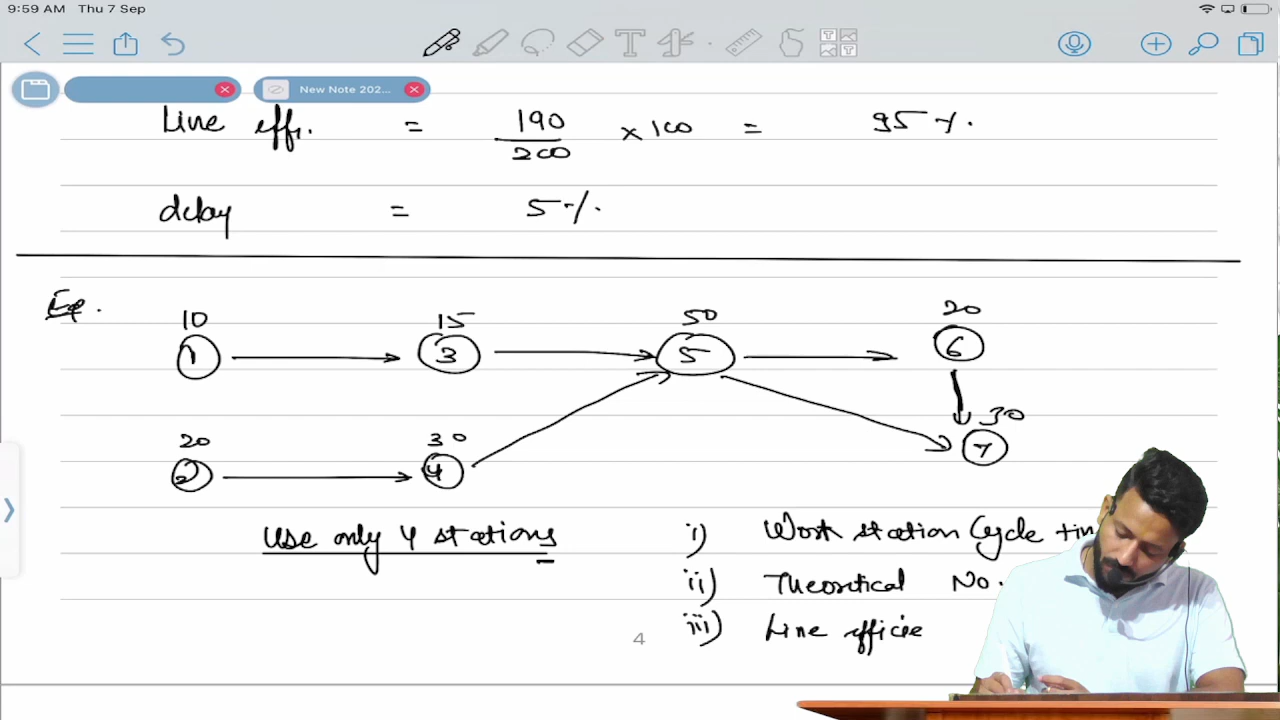 9:59 AM Thu 7 Sep
New Note 202...
Line effi. = 190/200 × 100 = 95 %.
delay = 5 %.
Eg.
10 15 50 20
1 3 5 6
20 30 30
2 4 7
Use only 4 stations
i) Work station Cycle tim
ii) Theoretical No.
iii) Line efficie
4